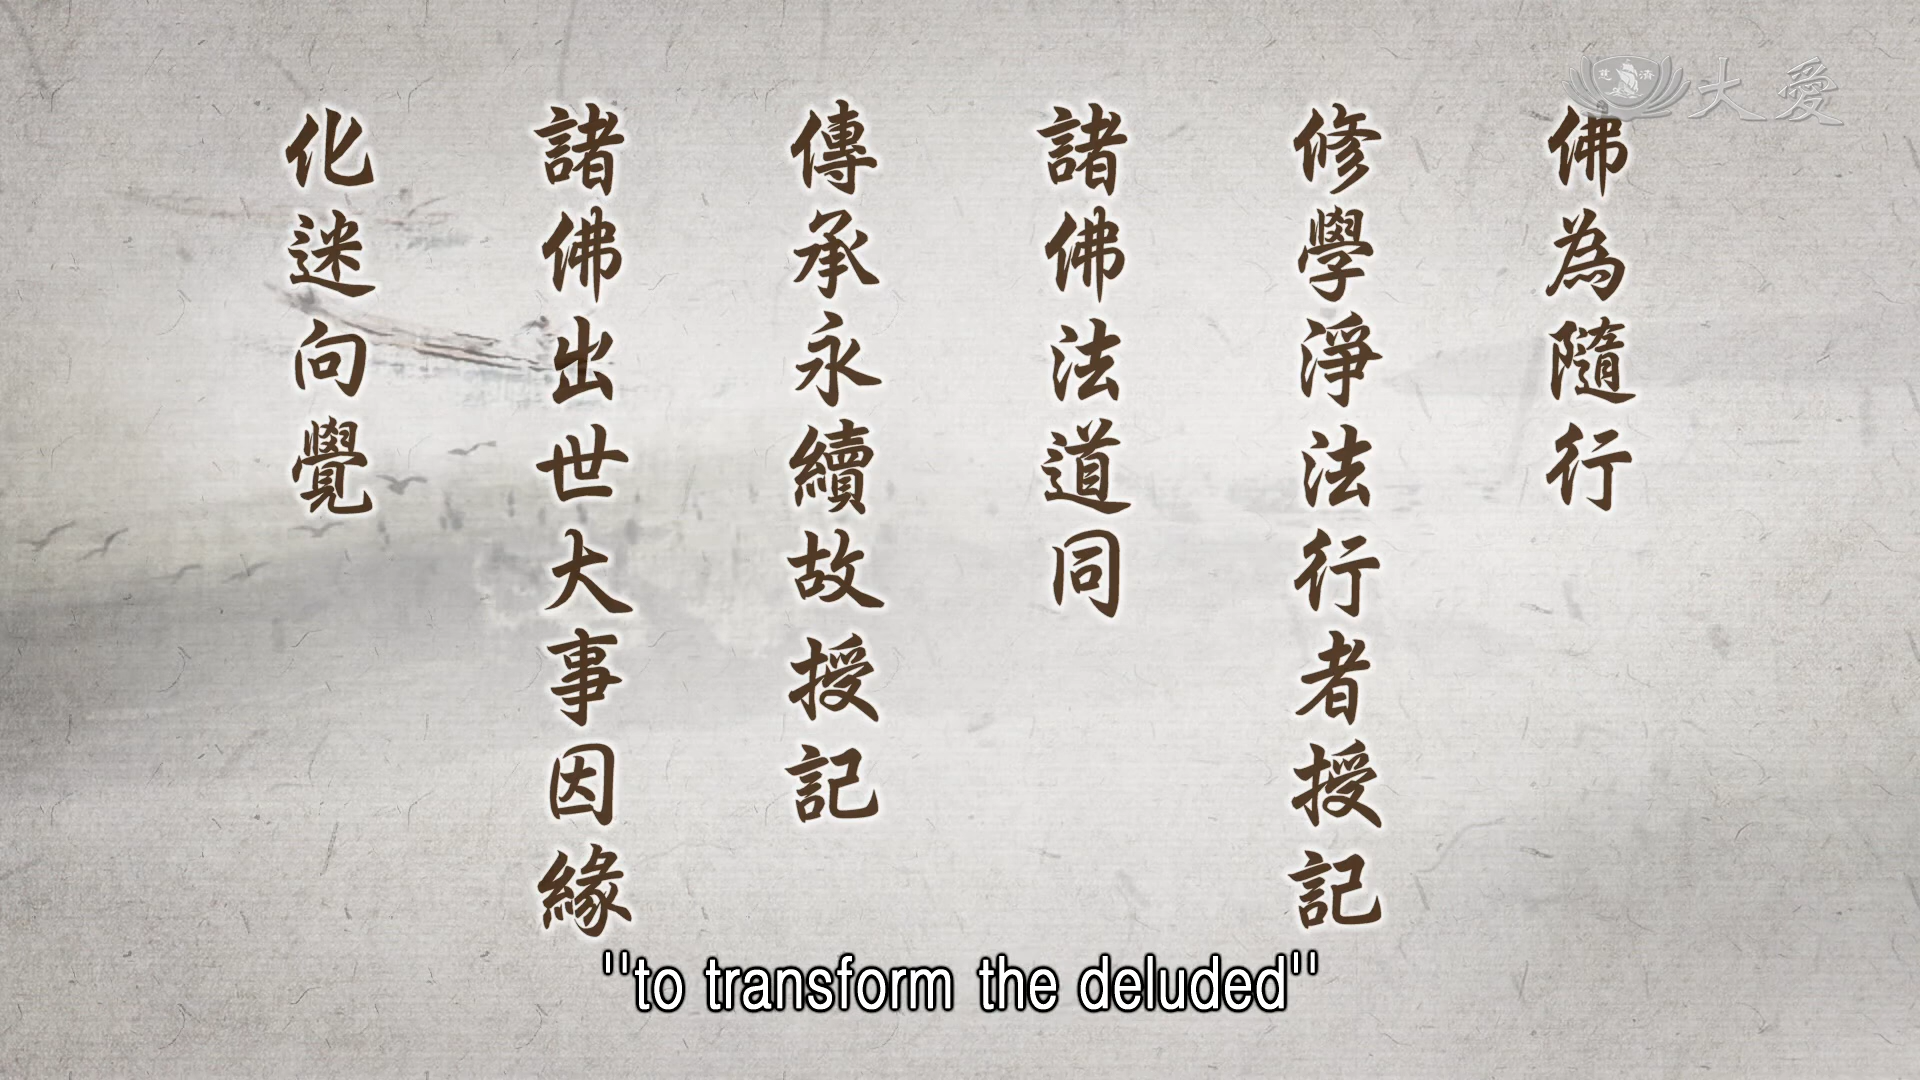 佛為隨行
修學淨法行者授記
諸佛法道同
傳承永續故授記
諸佛出世大事因緣
化迷向覺
"to transform the deluded"
慈濟
大愛